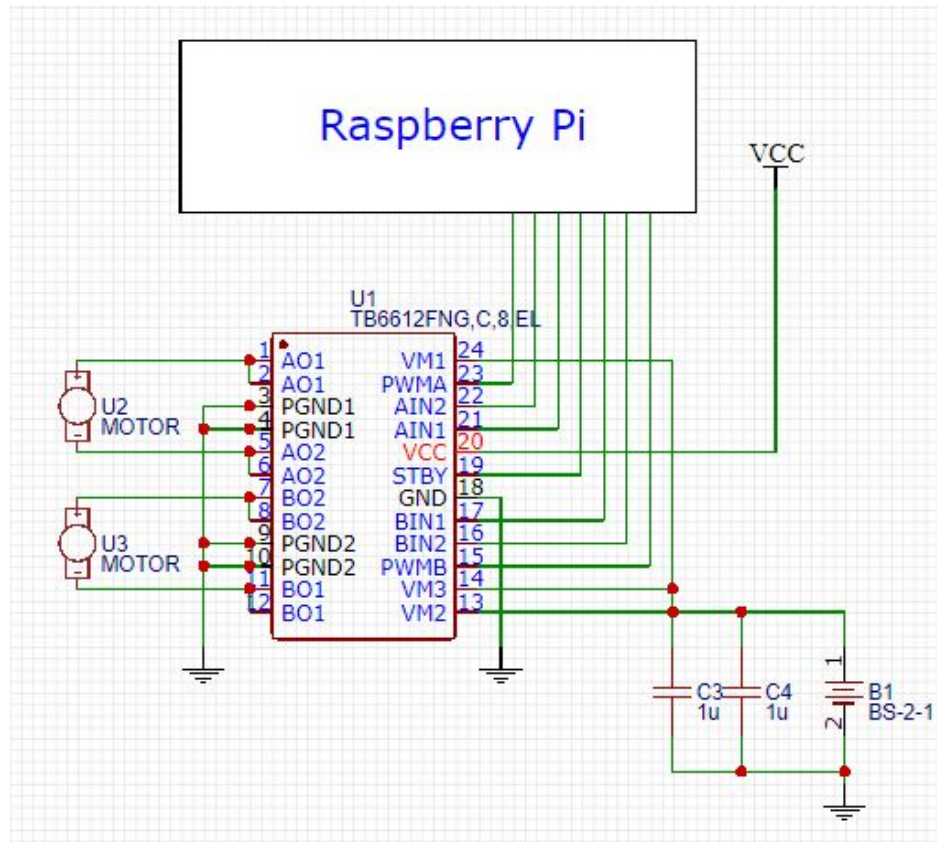 Raspberry Pi
VCC
U1
TB6612FNG,C,8,EL
1 AO1 VM1 24
2 AO1 PWMA 23
3 PGND1 AIN2 22
4 PGND1 AIN1 21
5 AO2 VCC 20
6 AO2 STBY 19
7 BO2 GND 18
8 BO2 BIN1 17
9 PGND2 BIN2 16
10 PGND2 PWMB 15
11 BO1 VM3 14
12 BO1 VM2 13
+
U2
MOTOR
-
+
U3
MOTOR
-
C3
1u
C4
1u
1
B1
BS-2-1
2